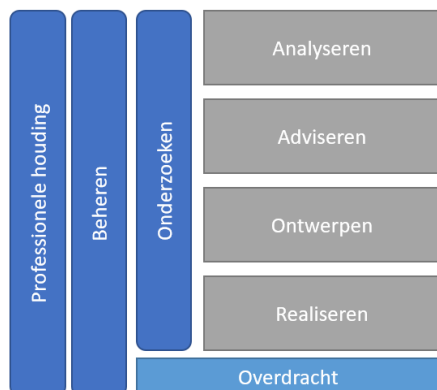 Professionele houding
Beheren
Onderzoeken
Analyseren
Adviseren
Ontwerpen
Realiseren
Overdracht